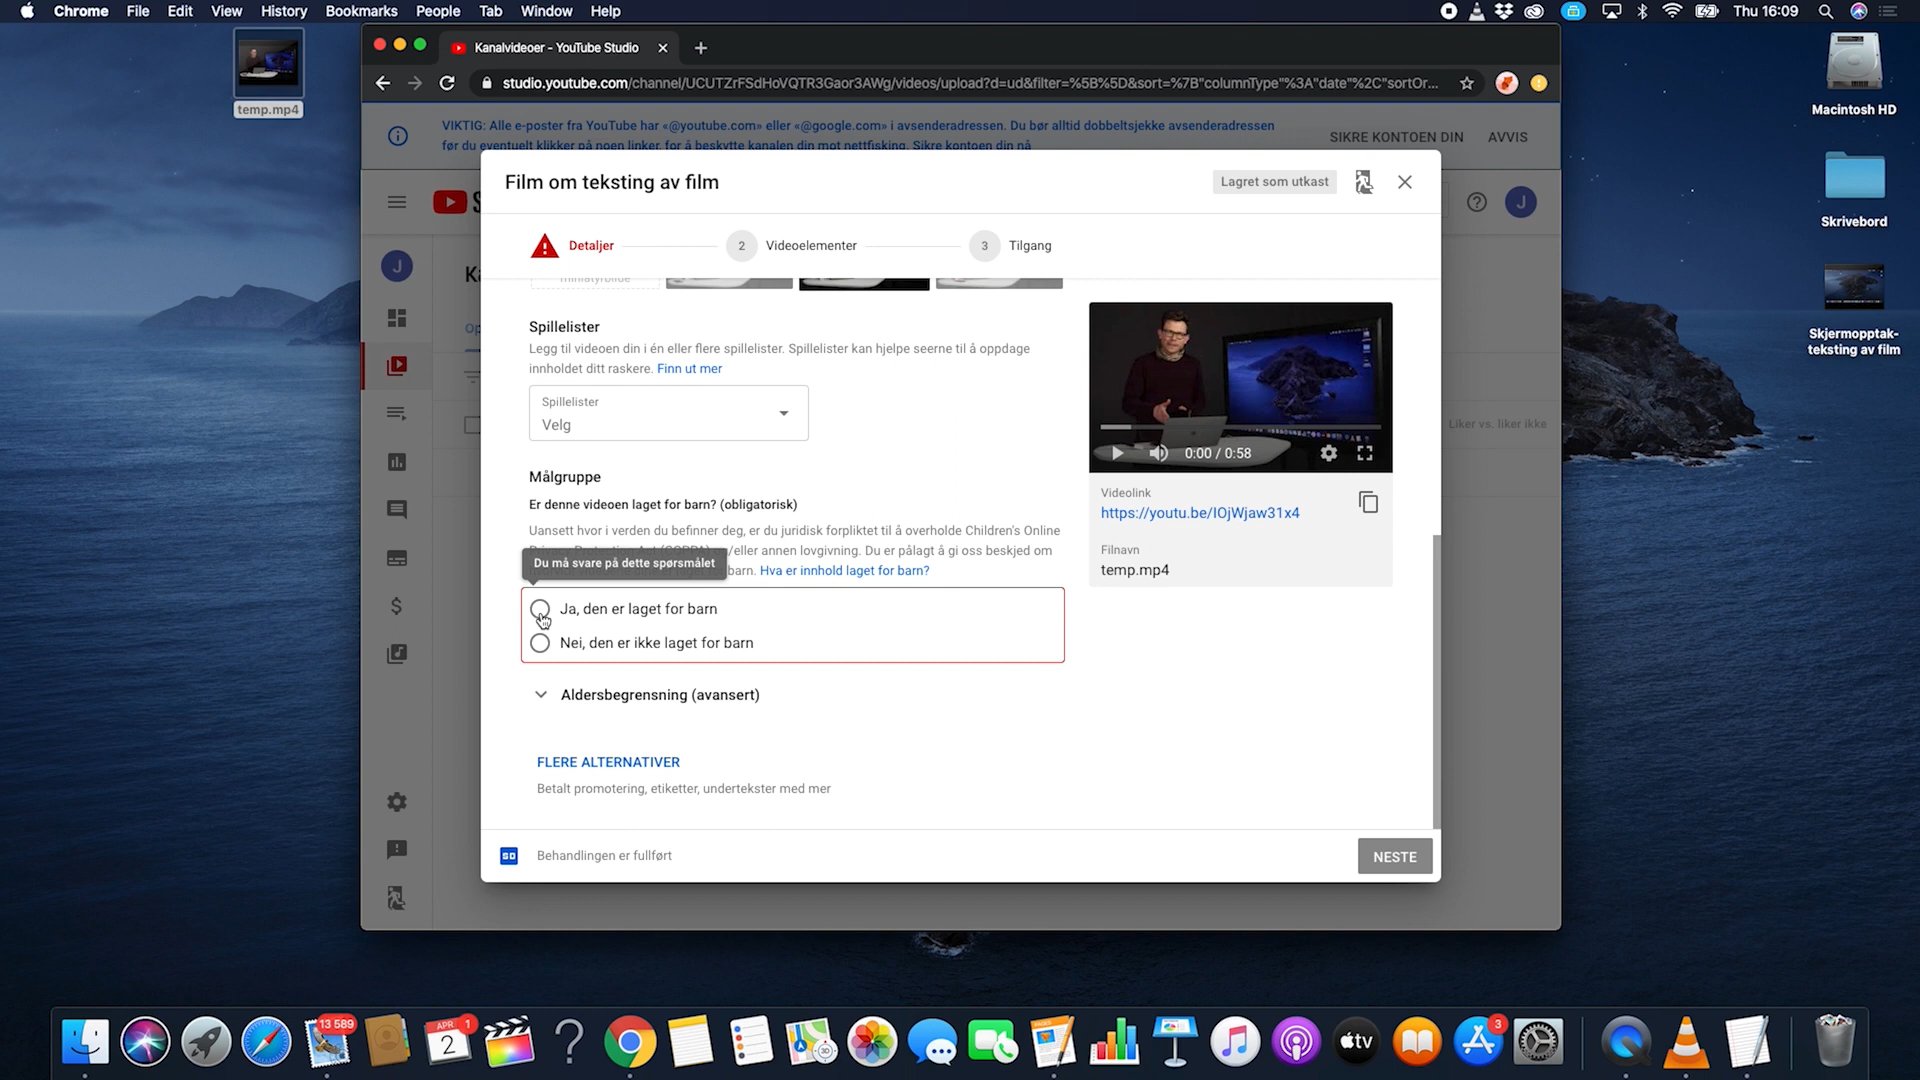 Chrome File Edit View History Bookmarks People Tab Window Help
Thu 16:09
temp.mp4
Kanalvideoer - YouTube Studio
studio.youtube.com/channel/UCUTZrFSdHoVQTR3Gaor3AWg/videos/upload?d=ud&filter=%5B%5D&sort=%7B"columnType"%3A"date"%2C"sortOr...
VIKTIG: Alle e-poster fra YouTube har «@youtube.com» eller «@google.com» i avsenderadressen. Du bør alltid dobbeltsjekke avsenderadressen
før du eventuelt klikker på noen linker, for å beskytte kanalen din mot nettfisking. Sikre kontoen din nå
SIKRE KONTOEN DIN AVVIS
Macintosh HD
Skrivebord
Skjermopptak-
teksting av film
Film om teksting av film
Lagret som utkast
J
J
Detaljer
2 Videoelementer
3 Tilgang
Spillelister
Legg til videoen din i én eller flere spillelister. Spillelister kan hjelpe seerne til å oppdage
innholdet ditt raskere. Finn ut mer
Spillelister
Velg
Målgruppe
Er denne videoen laget for barn? (obligatorisk)
Uansett hvor i verden du befinner deg, er du juridisk forpliktet til å overholde Children's Online
/eller annen lovgivning. Du er pålagt å gi oss beskjed om
Du må svare på dette spørsmålet
barn. Hva er innhold laget for barn?
Ja, den er laget for barn
Nei, den er ikke laget for barn
Aldersbegrensning (avansert)
FLERE ALTERNATIVER
Betalt promotering, etiketter, undertekster med mer
0:00 / 0:58
Videolink
https://youtu.be/IOjWjaw31x4
Filnavn
temp.mp4
Liker vs. liker ikke
SD
Behandlingen er fullført
NESTE
13 589
APR
1
2
3D
PAGES
tv
3